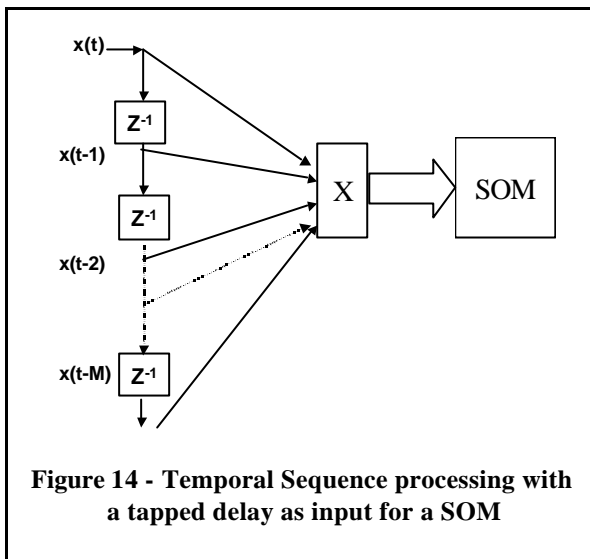 x(t)
Z-1
x(t-1)
Z-1
x(t-2)
x(t-M)
Z-1
X
SOM
Figure 14 - Temporal Sequence processing with
a tapped delay as input for a SOM